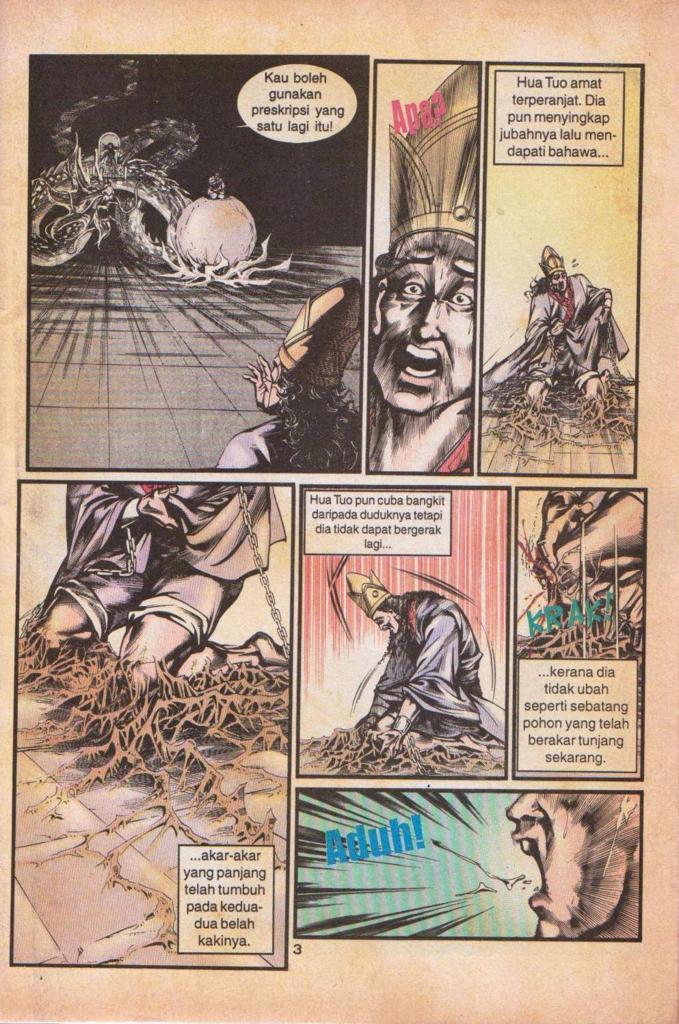 Kau boleh
gunakan
preskripsi yang
satu lagi itu!
Apa?
Hua Tuo amat
terperanjat. Dia
pun menyingkap
jubahnya lalu men-
dapati bahawa...
...akar-akar
yang panjang
telah tumbuh
pada kedua-
dua belah
kakinya.
Hua Tuo pun cuba bangkit
daripada duduknya tetapi
dia tidak dapat bergerak
lagi...
KRAK!
...kerana dia
tidak ubah
seperti sebatang
pohon yang telah
berakar tunjang
sekarang.
Aduh!
3